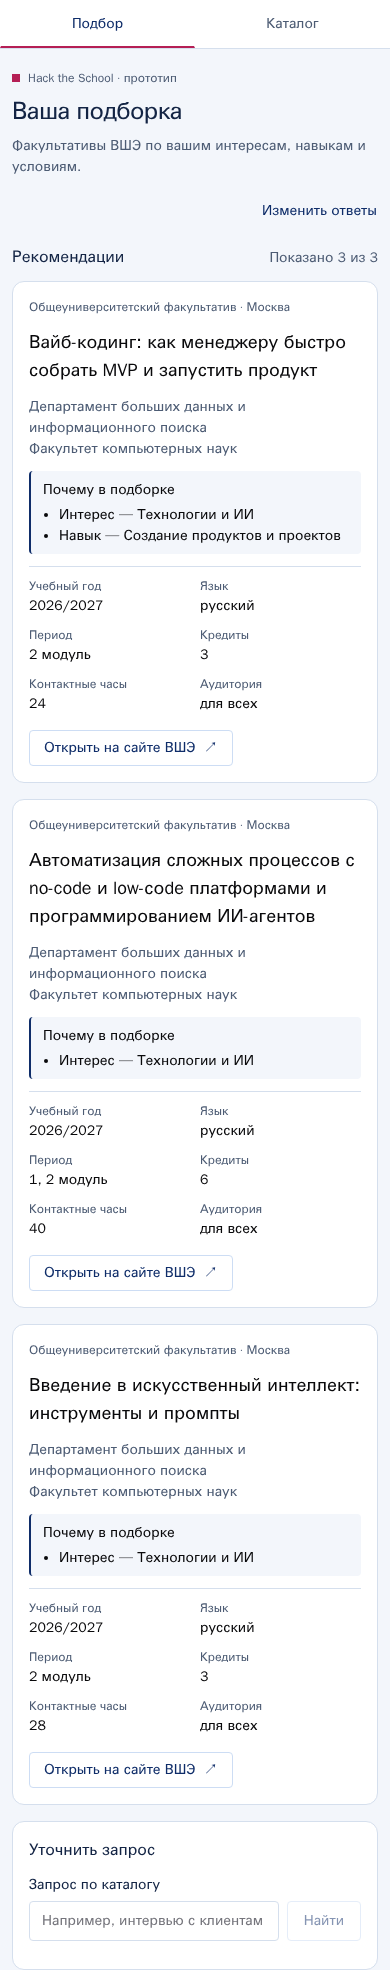 Подбор
Каталог
Hack the School · прототип
Ваша подборка
Факультативы ВШЭ по вашим интересам, навыкам и
условиям.
Изменить ответы
Рекомендации
Показано 3 из 3
Общеуниверситетский факультатив · Москва
Вайб-кодинг: как менеджеру быстро
собрать MVP и запустить продукт
Департамент больших данных и
информационного поиска
Факультет компьютерных наук
Почему в подборке
• Интерес — Технологии и ИИ
• Навык — Создание продуктов и проектов
Учебный год
Язык
2026/2027
русский
Период
Кредиты
2 модуль
3
Контактные часы
Аудитория
24
для всех
Открыть на сайте ВШЭ ↗
Общеуниверситетский факультатив · Москва
Автоматизация сложных процессов с
no-code и low-code платформами и
программированием ИИ-агентов
Департамент больших данных и
информационного поиска
Факультет компьютерных наук
Почему в подборке
• Интерес — Технологии и ИИ
Учебный год
Язык
2026/2027
русский
Период
Кредиты
1, 2 модуль
6
Контактные часы
Аудитория
40
для всех
Открыть на сайте ВШЭ ↗
Общеуниверситетский факультатив · Москва
Введение в искусственный интеллект:
инструменты и промпты
Департамент больших данных и
информационного поиска
Факультет компьютерных наук
Почему в подборке
• Интерес — Технологии и ИИ
Учебный год
Язык
2026/2027
русский
Период
Кредиты
2 модуль
3
Контактные часы
Аудитория
28
для всех
Открыть на сайте ВШЭ ↗
Уточнить запрос
Запрос по каталогу
Например, интервью с клиентам
Найти